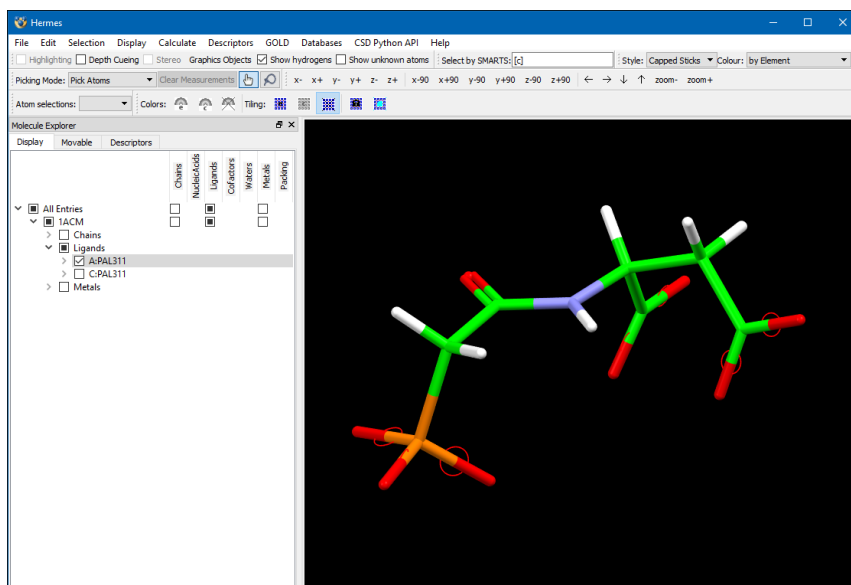 Hermes
File Edit Selection Display Calculate Descriptors GOLD Databases CSD Python API Help
Highlighting Depth Cueing Stereo Graphics Objects Show hydrogens Show unknown atoms Select by SMARTS: [c] Style: Capped Sticks Colour: by Element
Picking Mode: Pick Atoms Clear Measurements x- x+ y- y+ z- z+ x-90 x+90 y-90 y+90 z-90 z+90 ← → ↓ ↑ zoom- zoom+
Atom selections: Colors: e c Tiling:
Molecule Explorer
Display Movable Descriptors
Chains NucleicAcids Ligands Cofactors Waters Metals Packing
All Entries
1ACM
Chains
Ligands
A:PAL311
C:PAL311
Metals